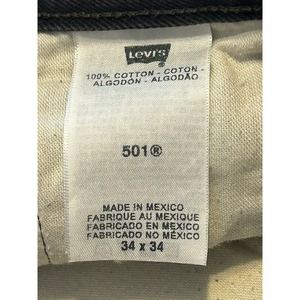 LEVI'S
100% COTTON - COTON -
ALGODÓN - ALGODÃO
501®
MADE IN MEXICO
FABRIQUE AU MEXIQUE
FABRICADO EN MÉXICO
FABRICADO NO MÉXICO
34 x 34